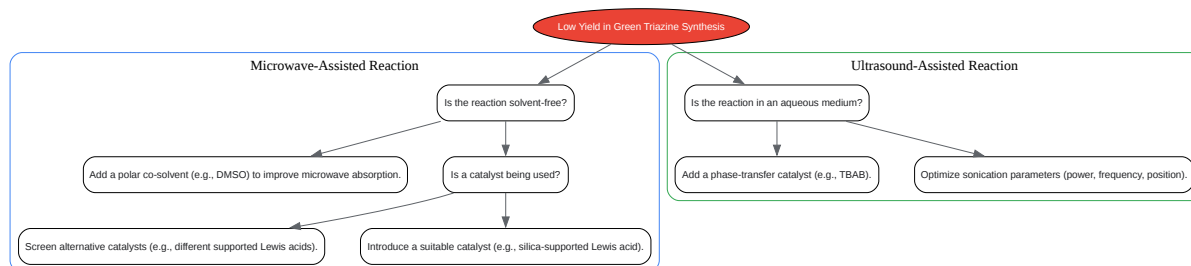 Low Yield in Green Triazine Synthesis
Microwave-Assisted Reaction
Ultrasound-Assisted Reaction
Is the reaction solvent-free?
Is the reaction in an aqueous medium?
Add a polar co-solvent (e.g., DMSO) to improve microwave absorption.
Is a catalyst being used?
Add a phase-transfer catalyst (e.g., TBAB).
Optimize sonication parameters (power, frequency, position).
Screen alternative catalysts (e.g., different supported Lewis acids).
Introduce a suitable catalyst (e.g., silica-supported Lewis acid).